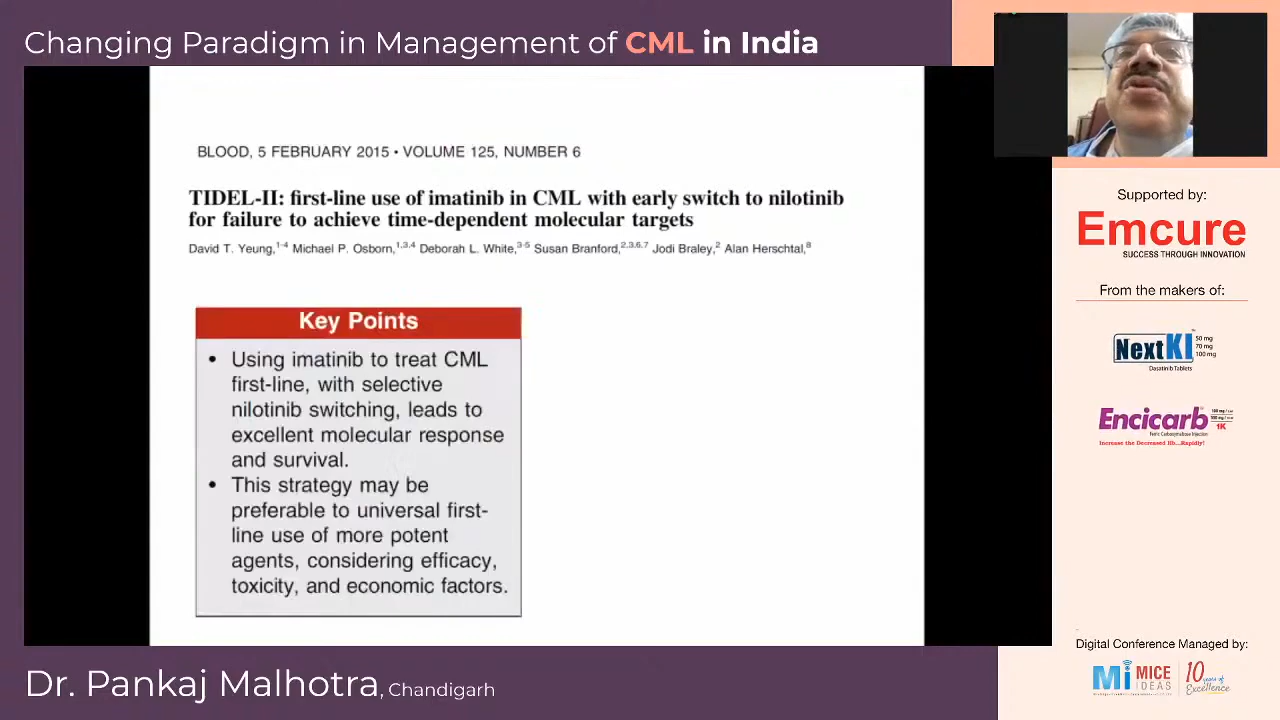 Changing Paradigm in Management of CML in India
BLOOD, 5 FEBRUARY 2015 • VOLUME 125, NUMBER 6
TIDEL-II: first-line use of imatinib in CML with early switch to nilotinib
for failure to achieve time-dependent molecular targets
David T. Yeung,1-4 Michael P. Osborn,1,3,4 Deborah L. White,3-5 Susan Branford,2,3,6,7 Jodi Braley,2 Alan Herschtal,8
Key Points
• Using imatinib to treat CML
first-line, with selective
nilotinib switching, leads to
excellent molecular response
and survival.
• This strategy may be
preferable to universal first-
line use of more potent
agents, considering efficacy,
toxicity, and economic factors.
Supported by:
Emcure
SUCCESS THROUGH INNOVATION
From the makers of:
NextKI
50 mg
70 mg
100 mg
Dasatinib Tablets
Encicarb
1K
Ferric Carboxymaltose Injection
Increase the Decreased Hb...Rapidly!
Digital Conference Managed by:
Mi MICE
IDEAS
10 years of
Excellence
Dr. Pankaj Malhotra, Chandigarh